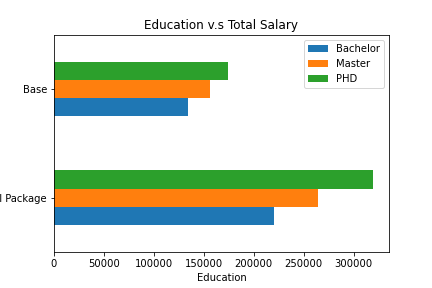 Education v.s Total Salary
Bachelor
Master
PHD
Base
l Package
0 50000 100000 150000 200000 250000 300000
Education